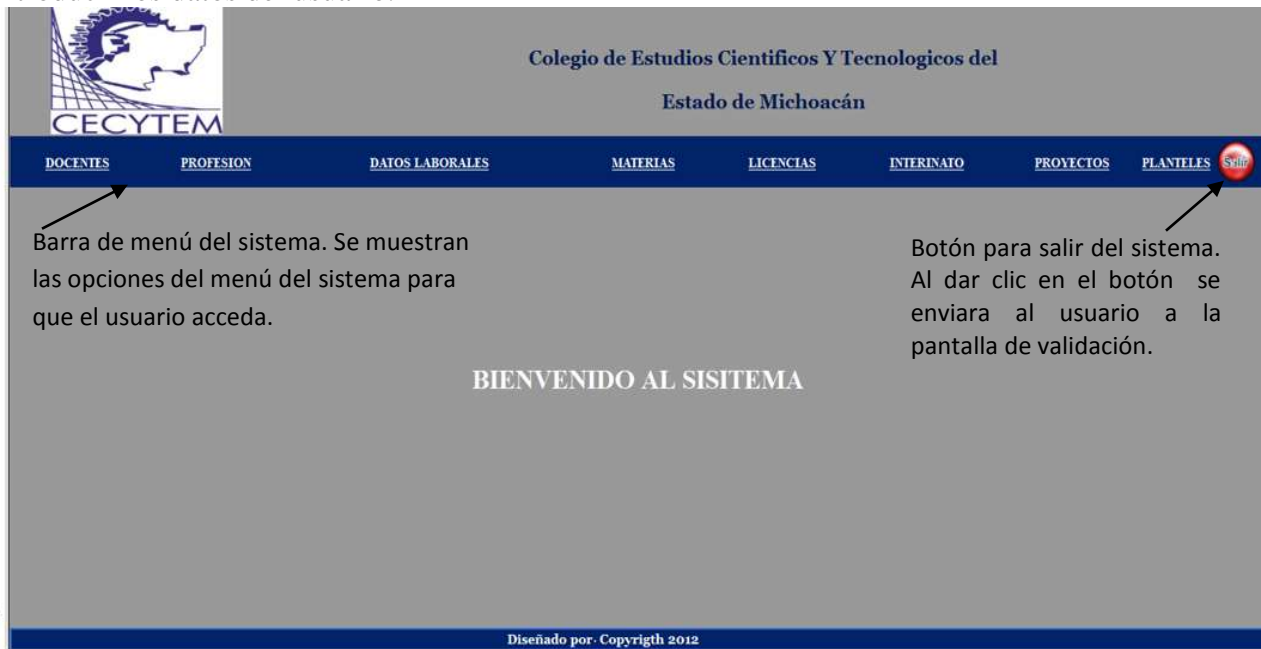 CECYTEM
Colegio de Estudios Cientificos Y Tecnologicos del
Estado de Michoacán
DOCENTES PROFESION DATOS LABORALES MATERIAS LICENCIAS INTERINATO PROYECTOS PLANTELES Salir
Barra de menú del sistema. Se muestran
las opciones del menú del sistema para
que el usuario acceda.
Botón para salir del sistema.
Al dar clic en el botón se
enviara al usuario a la
pantalla de validación.
BIENVENIDO AL SISITEMA
Diseñado por· Copyrigth 2012